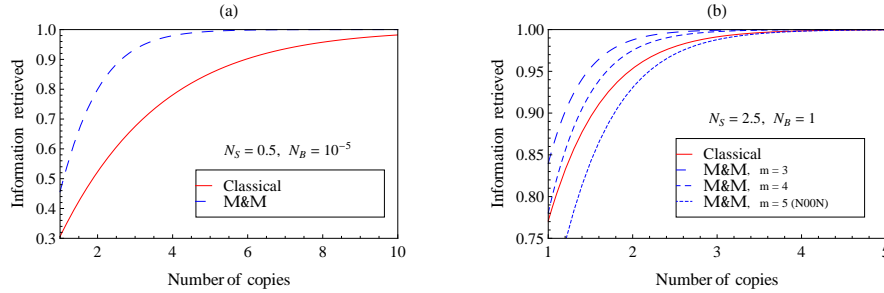 (a)
1.0
0.9
0.8
0.7
0.6
0.5
0.4
0.3
Information retrieved
N_S = 0.5, N_B = 10^{-5}
Classical
M&M
2 4 6 8 10
Number of copies
(b)
1.00
0.95
0.90
0.85
0.80
0.75
Information retrieved
N_S = 2.5, N_B = 1
Classical
M&M, m = 3
M&M, m = 4
M&M, m = 5 (N00N)
1 2 3 4 5
Number of copies